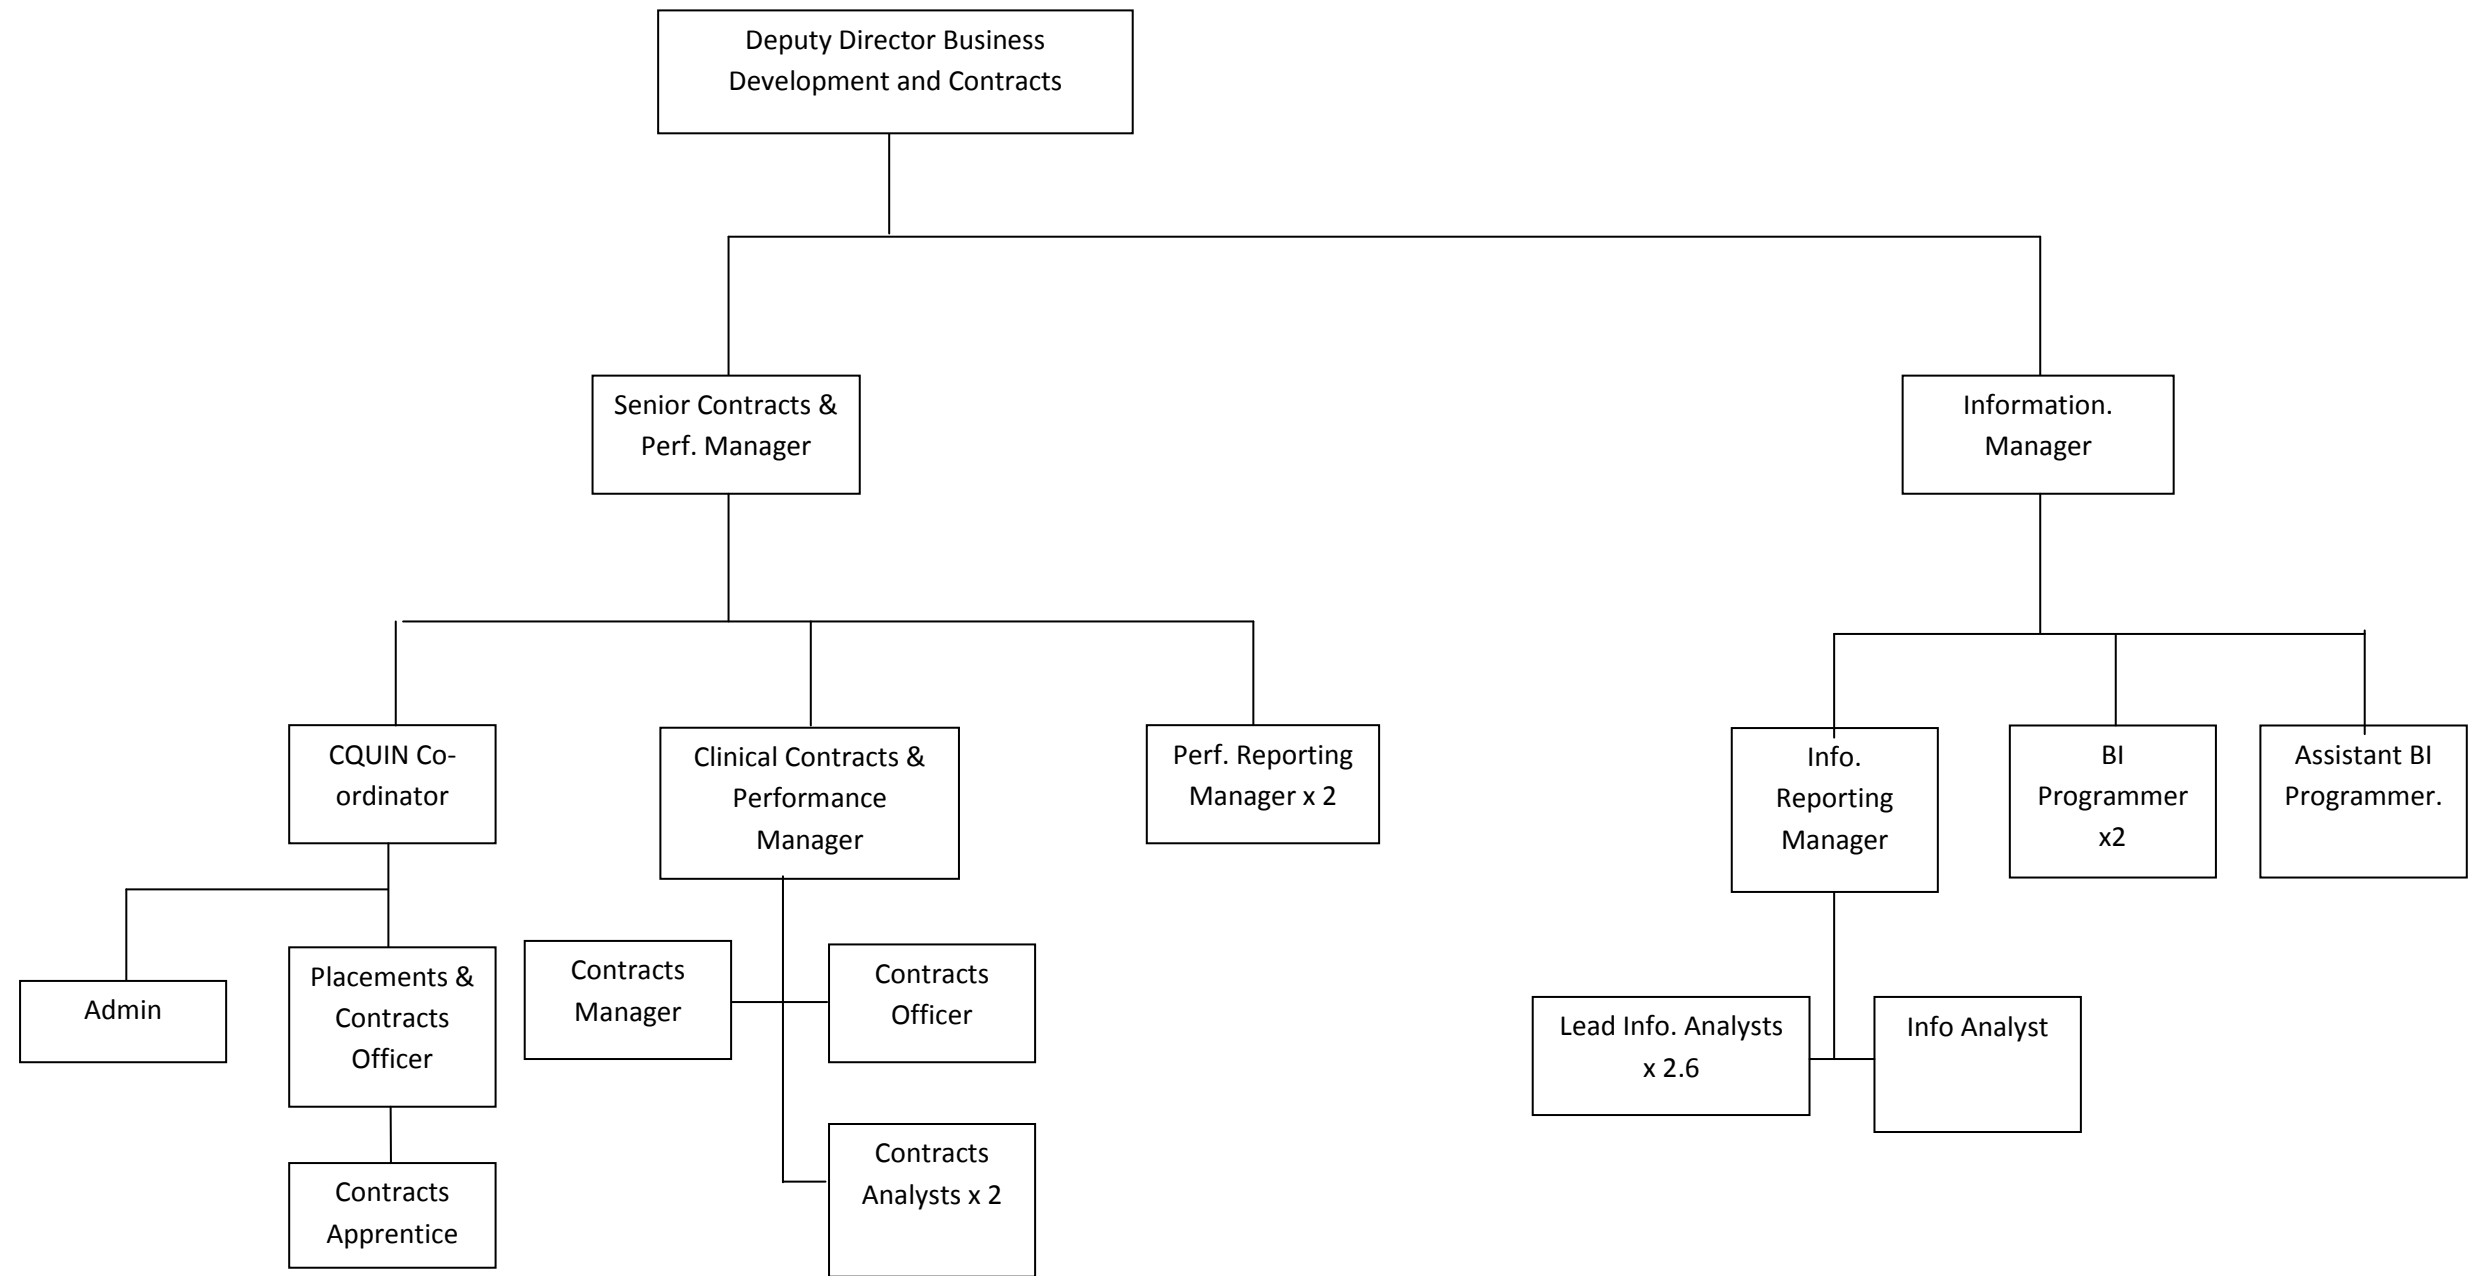 Deputy Director Business
Development and Contracts
Senior Contracts &
Perf. Manager
Information.
Manager
CQUIN Co-
ordinator
Clinical Contracts &
Performance
Manager
Perf. Reporting
Manager x 2
Info.
Reporting
Manager
BI
Programmer
x2
Assistant BI
Programmer.
Admin
Placements &
Contracts
Officer
Contracts
Manager
Contracts
Officer
Lead Info. Analysts
x 2.6
Info Analyst
Contracts
Apprentice
Contracts
Analysts x 2